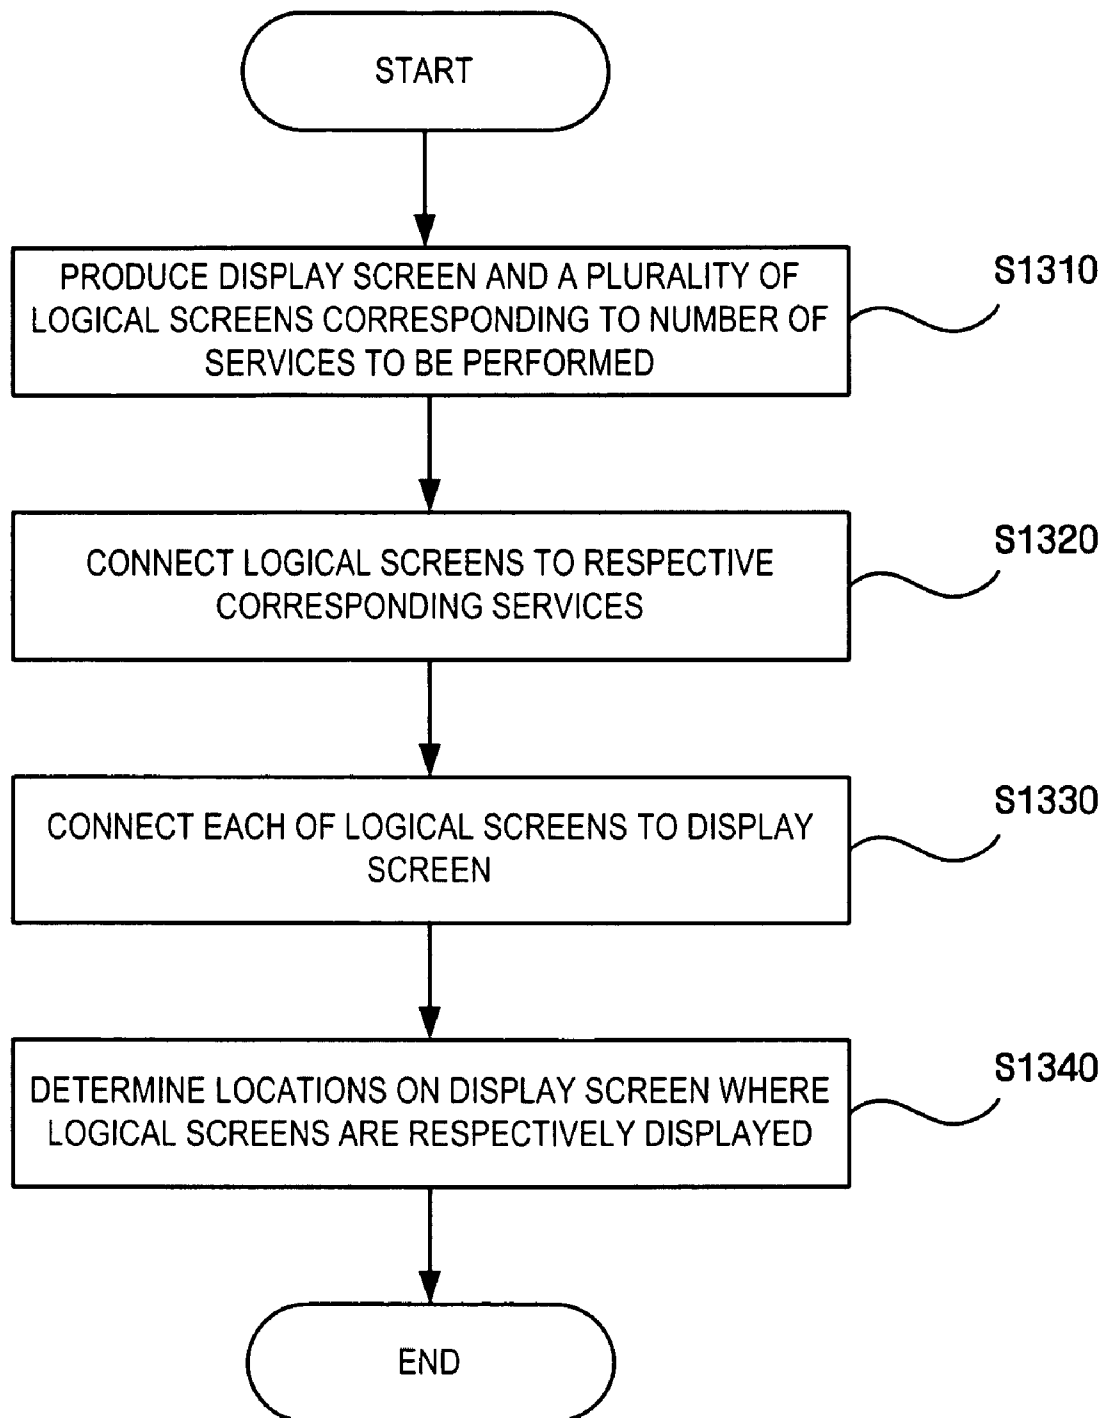 START
PRODUCE DISPLAY SCREEN AND A PLURALITY OF
LOGICAL SCREENS CORRESPONDING TO NUMBER OF
SERVICES TO BE PERFORMED
S1310
CONNECT LOGICAL SCREENS TO RESPECTIVE
CORRESPONDING SERVICES
S1320
CONNECT EACH OF LOGICAL SCREENS TO DISPLAY
SCREEN
S1330
DETERMINE LOCATIONS ON DISPLAY SCREEN WHERE
LOGICAL SCREENS ARE RESPECTIVELY DISPLAYED
S1340
END